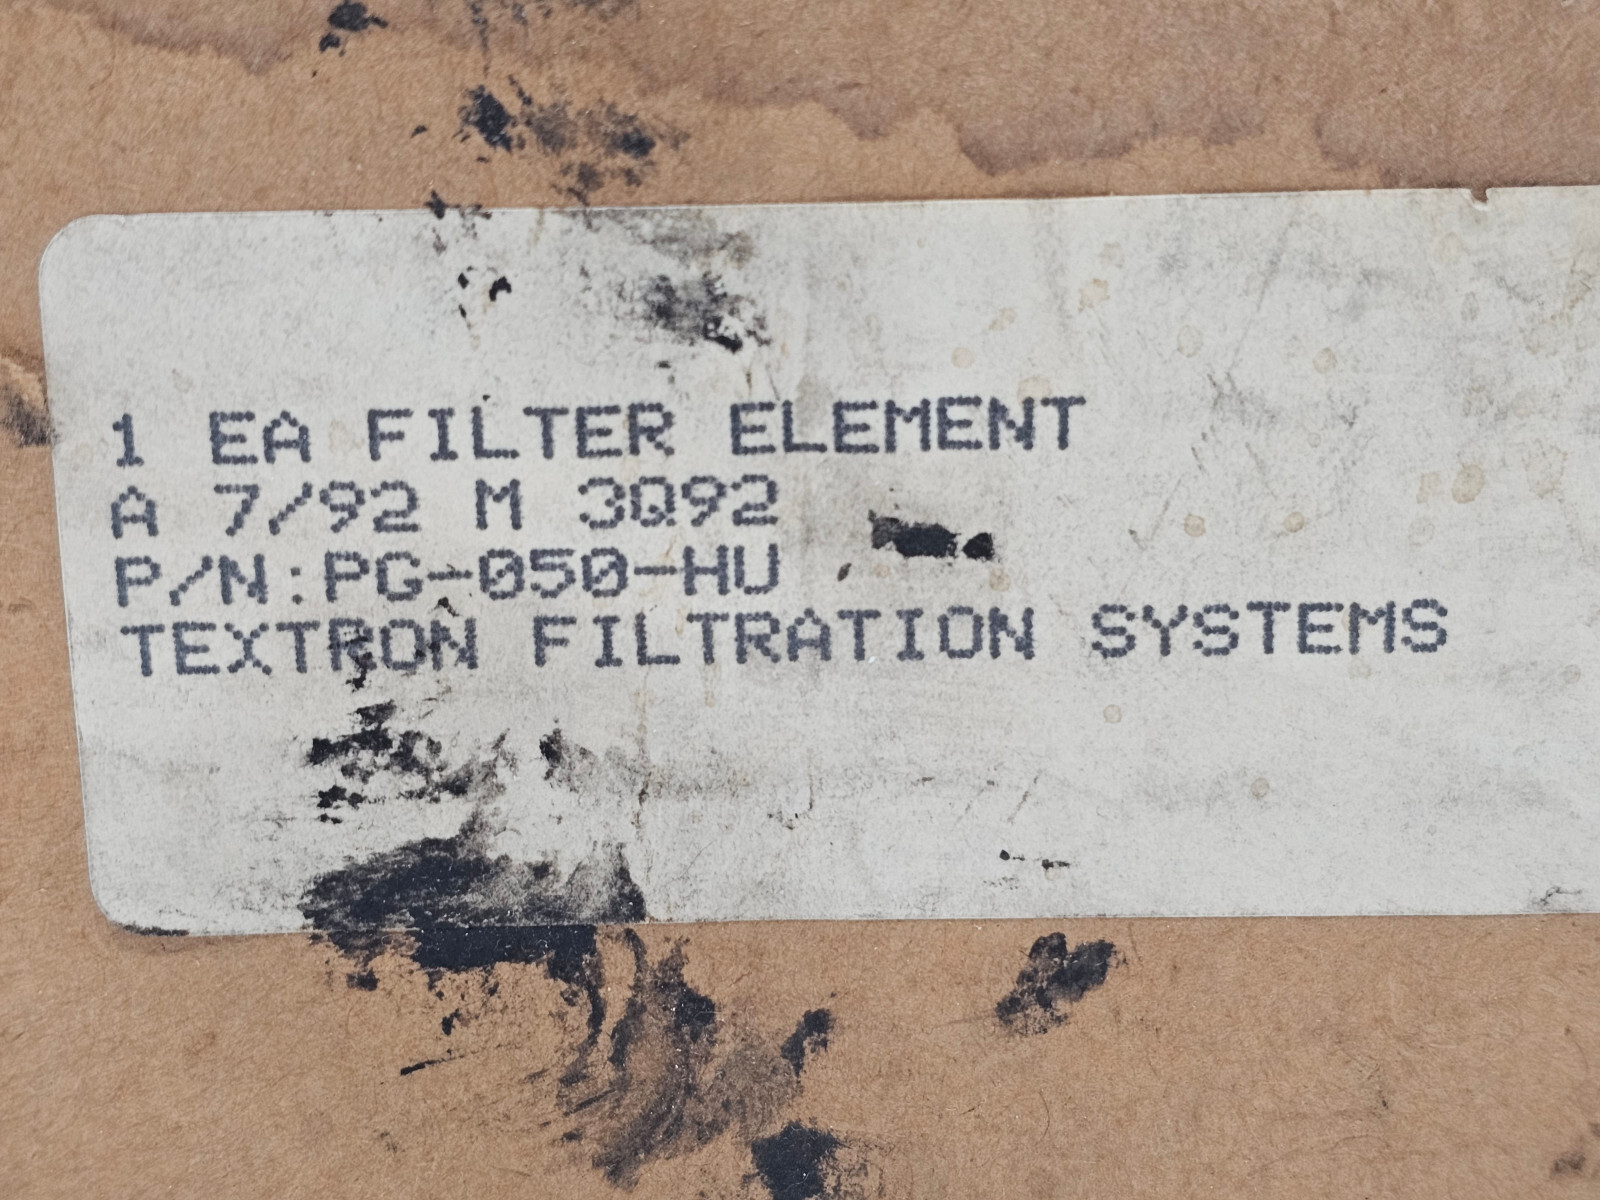 1 EA FILTER ELEMENT
A 7/92 M 3Q92
P/N:PG-050-HU
TEXTRON FILTRATION SYSTEMS